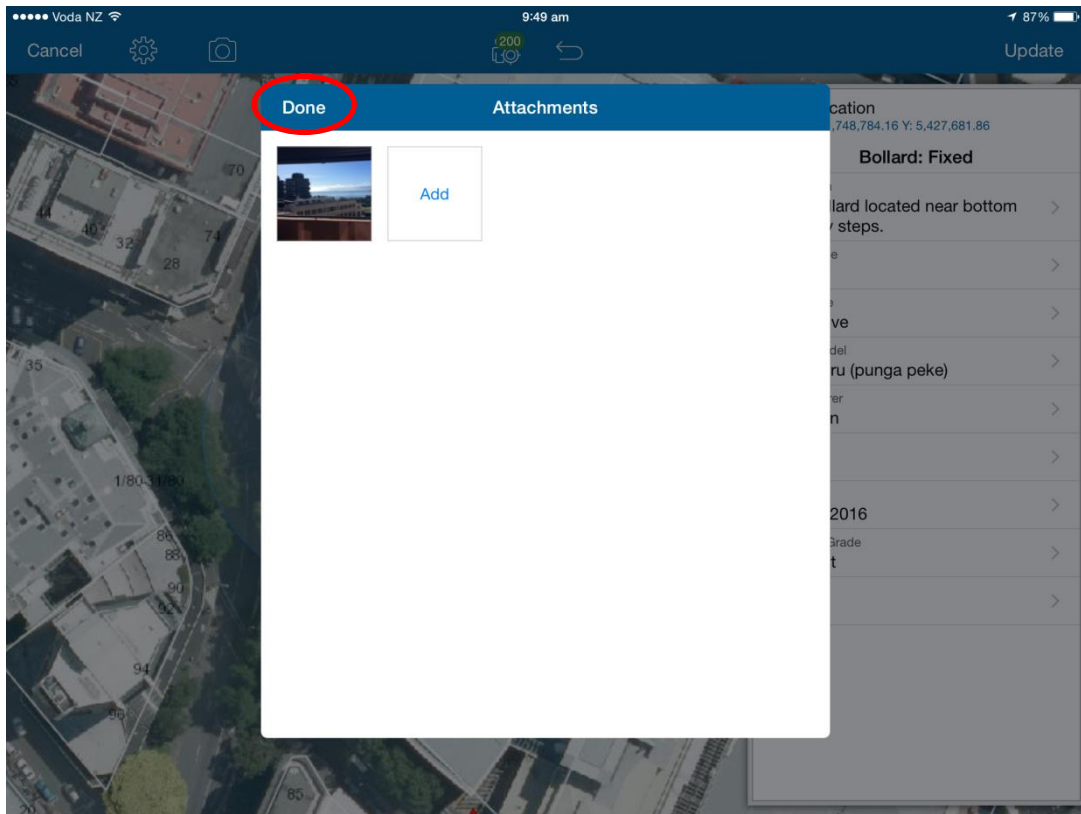 Voda NZ 9:49 am 87%
Cancel 200 Update
Done Attachments
cation
,748,784.16 Y: 5,427,681.86
Bollard: Fixed
Add
llard located near bottom
steps.
e
ve
del
ru (punga peke)
rer
n
2016
Grade
t
70
44
40
32
74
28
35
1/80-31/80
86
88
90
92
94
96
85
20